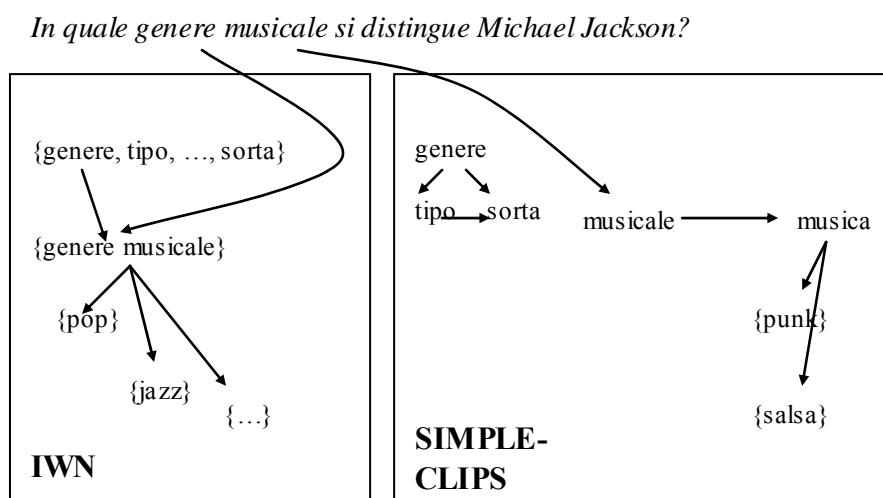 In quale genere musicale si distingue Michael Jackson?
{genere, tipo, …, sorta}
{genere musicale}
{pop}
{jazz}
{…}
IWN
genere
tipo sorta
musicale musica
{punk}
{salsa}
SIMPLE-
CLIPS